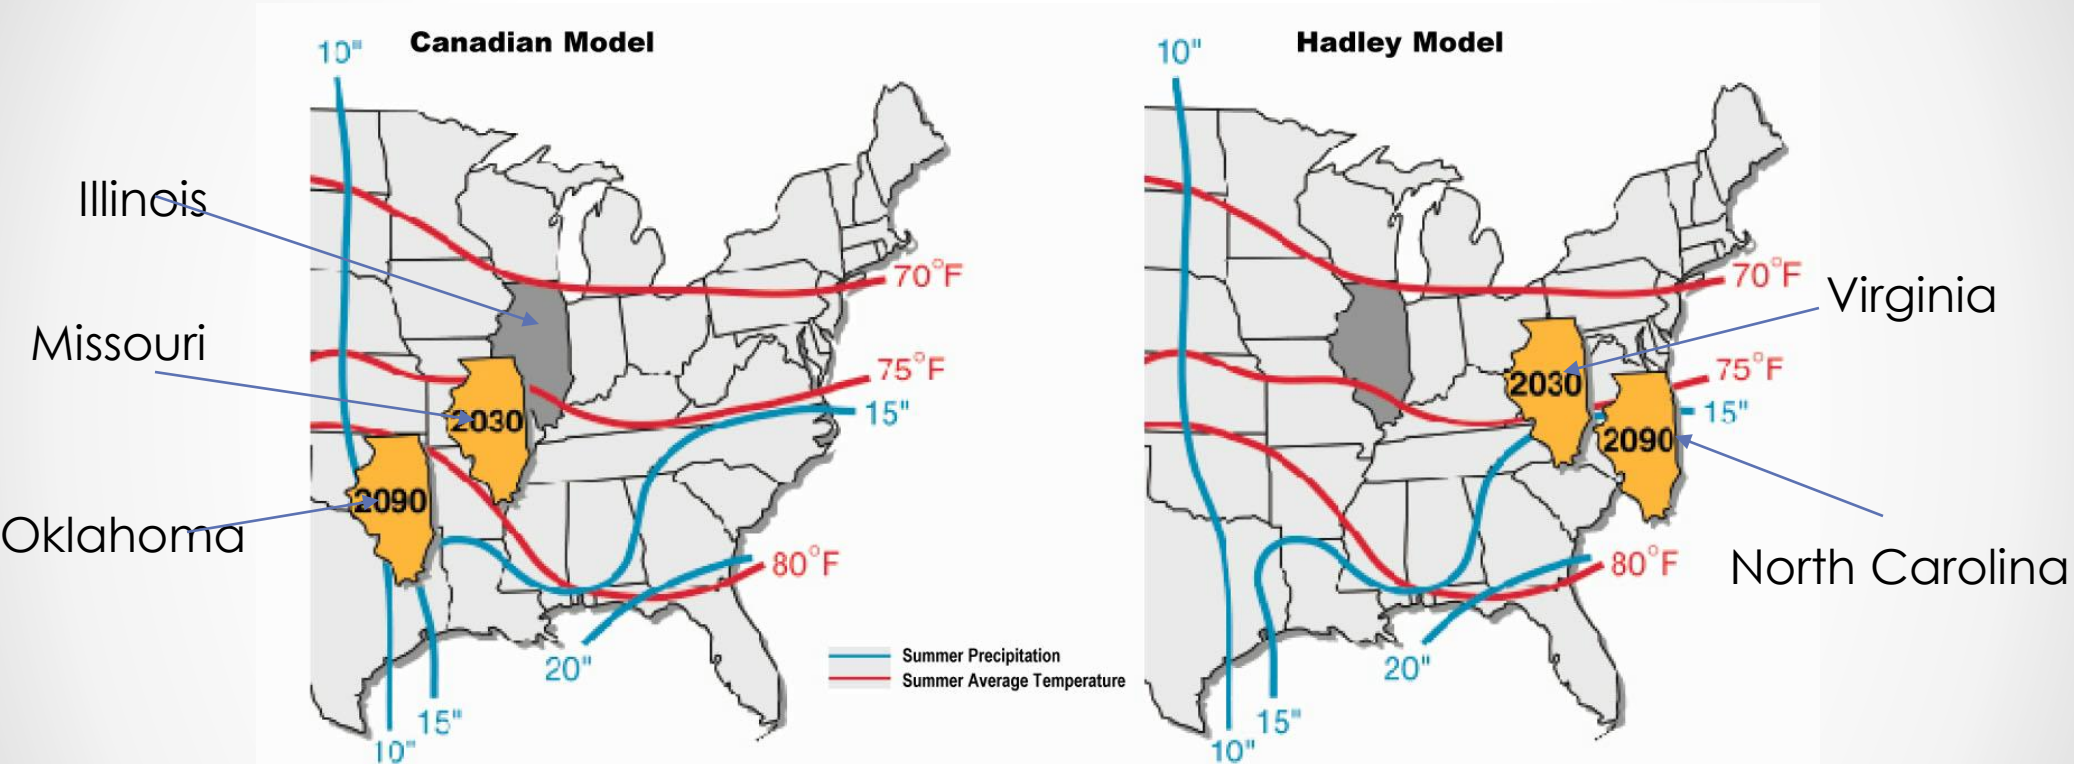 10"
Canadian Model
Illinois
Missouri
Oklahoma
70°F
75°F
15"
80°F
2030
2090
20"
15"
10"
Summer Precipitation
Summer Average Temperature
10"
Hadley Model
70°F
Virginia
75°F
15"
2030
2090
80°F
North Carolina
20"
15"
10"